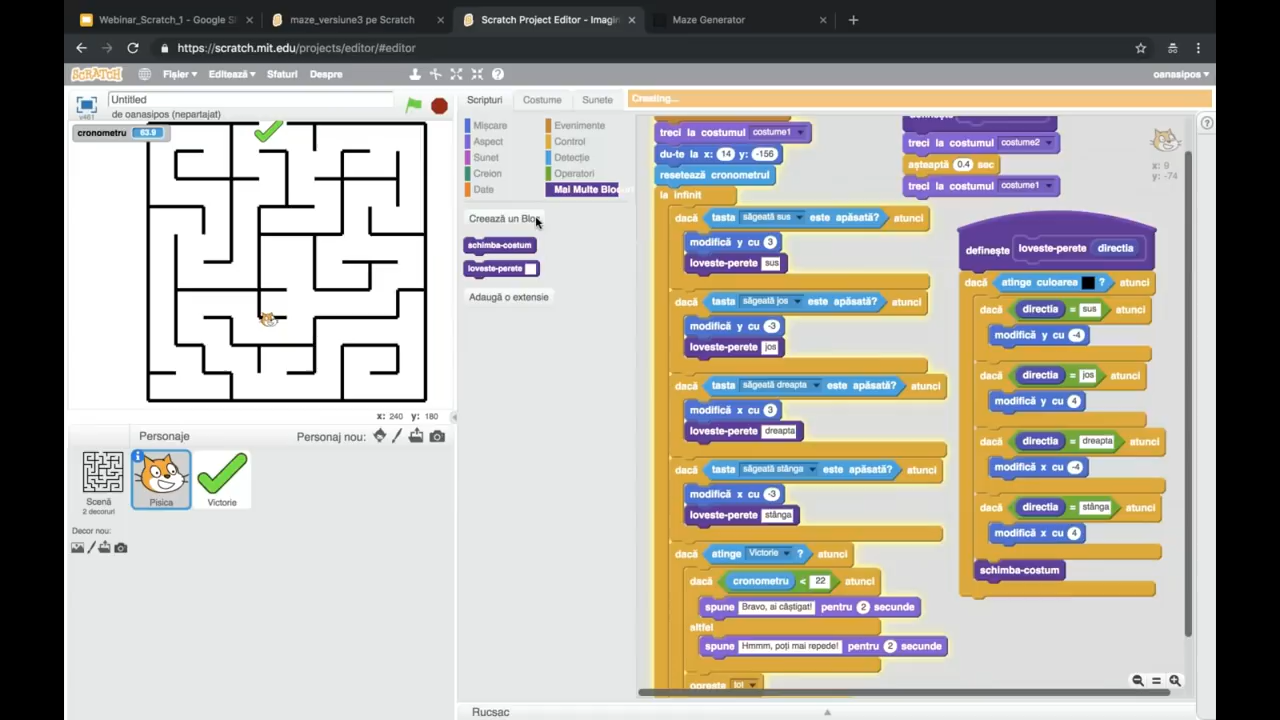 Webinar_Scratch_1 - Google S
maze_versiune3 pe Scratch
Scratch Project Editor - Imagin
Maze Generator
https://scratch.mit.edu/projects/editor/#editor
SCRATCH
Fișier
Editează
Sfaturi
Despre
oanasipos
v461
Untitled
de oanasipos (nepartajat)
cronometru 63.9
x: 240 y: 180
Personaje
Personaj nou:
Scenă
2 decoruri
Decor nou:
Pisica
Victorie
Scripturi
Costume
Sunete
Creating...
Mișcare
Aspect
Sunet
Creion
Date
Evenimente
Control
Detecție
Operatori
Mai Multe Blocu
Creează un Bloc
schimba-costum
loveste-perete
Adaugă o extensie
treci la costumul costume1
du-te la x: 14 y: -156
resetează cronometrul
la infinit
dacă tasta săgeată sus este apăsată? atunci
modifică y cu 3
loveste-perete sus
dacă tasta săgeată jos este apăsată? atunci
modifică y cu -3
loveste-perete jos
dacă tasta săgeată dreapta este apăsată? atunci
modifică x cu 3
loveste-perete dreapta
dacă tasta săgeată stânga este apăsată? atunci
modifică x cu -3
loveste-perete stânga
dacă atinge Victorie ? atunci
dacă cronometru < 22 atunci
spune Bravo, ai câștigat! pentru 2 secunde
altfel
spune Hmmm, poți mai repede! pentru 2 secunde
oprește tot
treci la costumul costume2
așteaptă 0.4 sec
treci la costumul costume1
definește loveste-perete directia
dacă atinge culoarea ? atunci
dacă directia = sus atunci
modifică y cu -4
dacă directia = jos atunci
modifică y cu 4
dacă directia = dreapta atunci
modifică x cu -4
dacă directia = stânga atunci
modifică x cu 4
schimba-costum
x: 9
y: -74
Rucsac